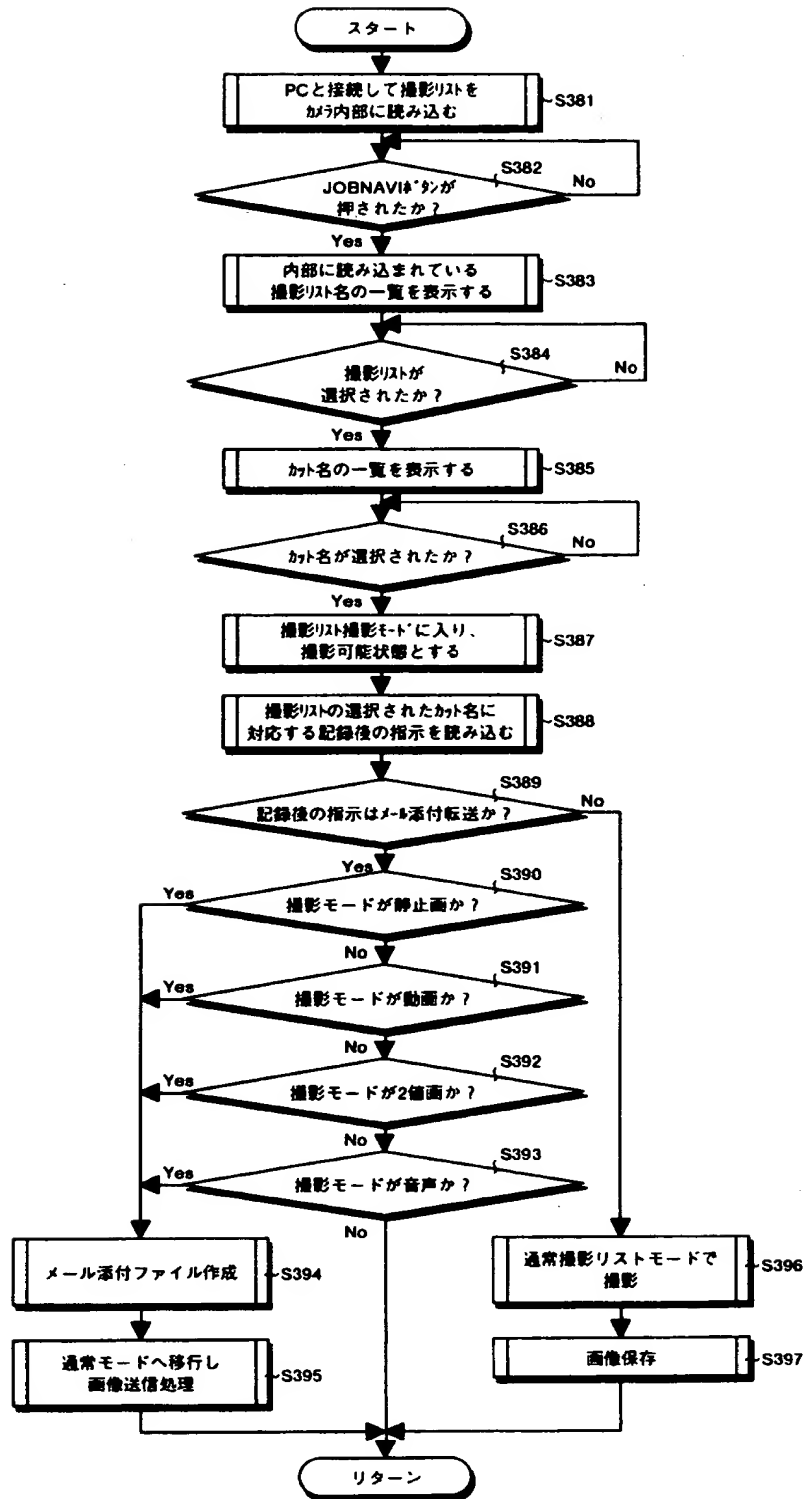 スタート
PCと接続して撮影リストを
カメラ内部に読み込む
S381
S382
No
JOBNAVIボタンが
押されたか?
Yes
内部に読み込まれている
撮影リスト名の一覧を表示する
S383
S384
No
撮影リストが
選択されたか?
Yes
カット名の一覧を表示する
S385
S386
No
カット名が選択されたか?
Yes
撮影リスト撮影モードに入り、
撮影可能状態とする
S387
撮影リストの選択されたカット名に
対応する記録後の指示を読み込む
S388
S389
No
記録後の指示はメール添付転送か?
Yes
S390
Yes
撮影モードが静止画か?
No
S391
Yes
撮影モードが動画か?
No
S392
Yes
撮影モードが2値画か?
No
S393
Yes
撮影モードが音声か?
No
メール添付ファイル作成
S394
通常撮影リストモードで
撮影
S396
通常モードへ移行し
画像送信処理
S395
画像保存
S397
リターン